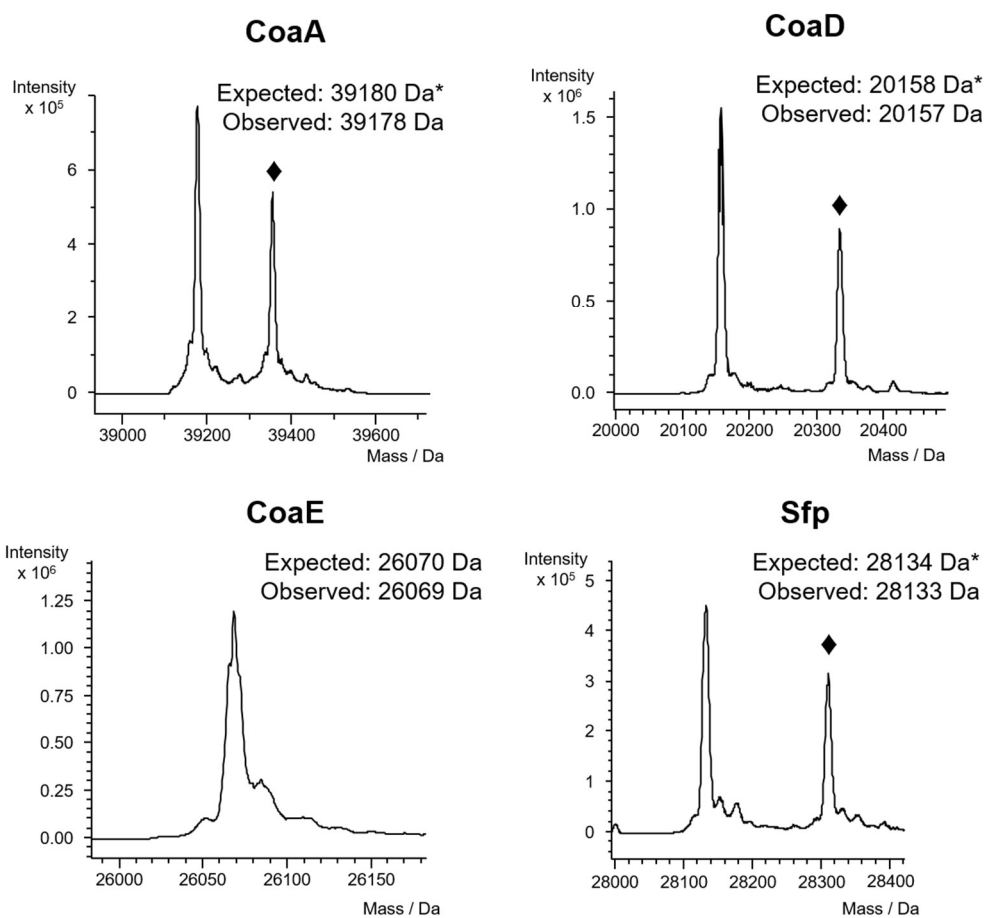 CoaA
Intensity
x 10⁵
Expected: 39180 Da*
Observed: 39178 Da
♦
6
4
2
0
39000 39200 39400 39600
Mass / Da
CoaD
Intensity
x 10⁶
Expected: 20158 Da*
Observed: 20157 Da
♦
1.5
1.0
0.5
0.0
20000 20100 20200 20300 20400
Mass / Da
CoaE
Intensity
x 10⁶
Expected: 26070 Da
Observed: 26069 Da
1.25
1.00
0.75
0.50
0.25
0.00
26000 26050 26100 26150
Mass / Da
Sfp
Intensity
x 10⁵
Expected: 28134 Da*
Observed: 28133 Da
♦
5
4
3
2
1
0
28000 28100 28200 28300 28400
Mass / Da